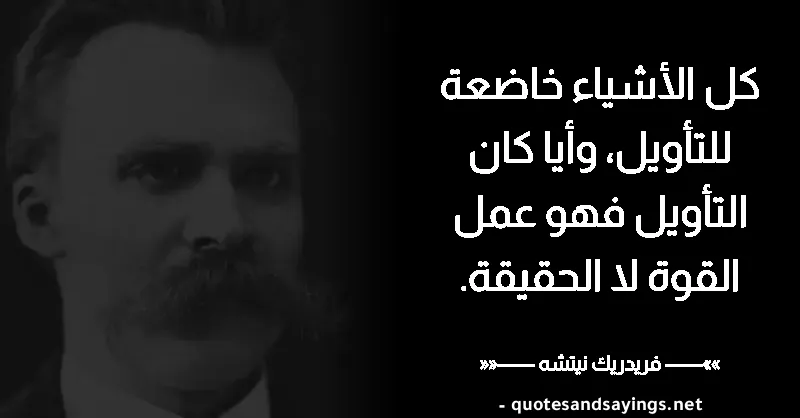 كل الأشياء خاضعة
للتأويل، وأيا كان
التأويل فهو عمل
القوة لا الحقيقة.
»»—— فريدريك نيتشه ——««
- quotesandsayings.net